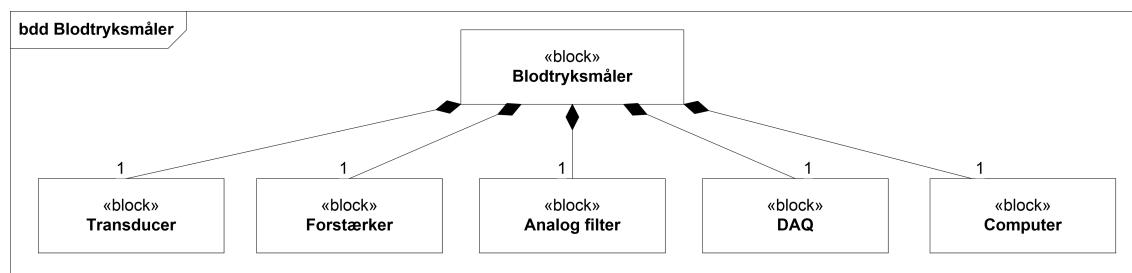 bdd Blodtryksmåler
«block»
Blodtryksmåler
1
1
1
1
1
«block»
Transducer
«block»
Forstærker
«block»
Analog filter
«block»
DAQ
«block»
Computer